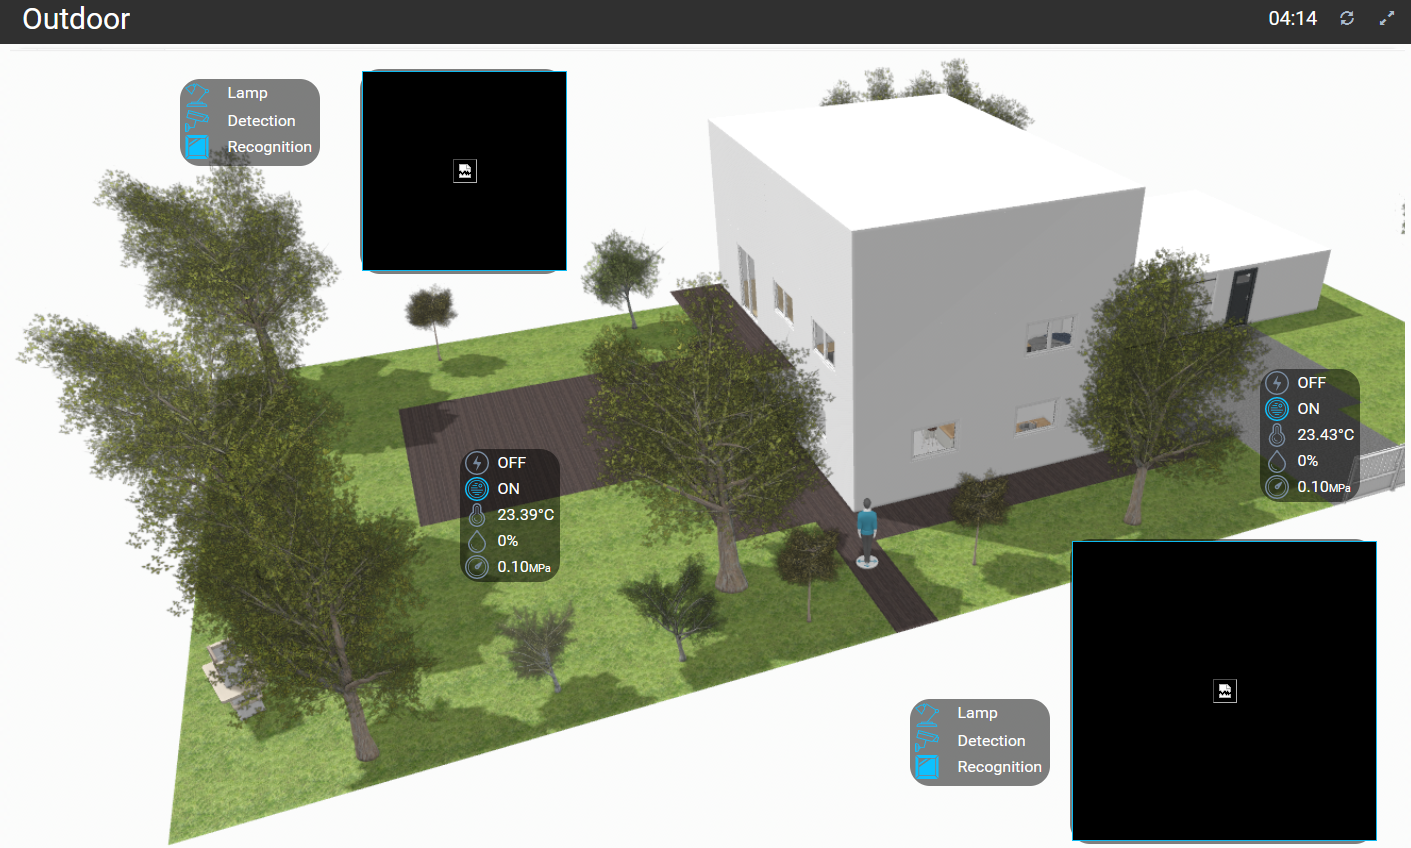 Outdoor
04:14
Lamp
Detection
Recognition
OFF
ON
23.43°C
0%
0.10MPa
OFF
ON
23.39°C
0%
0.10MPa
Lamp
Detection
Recognition